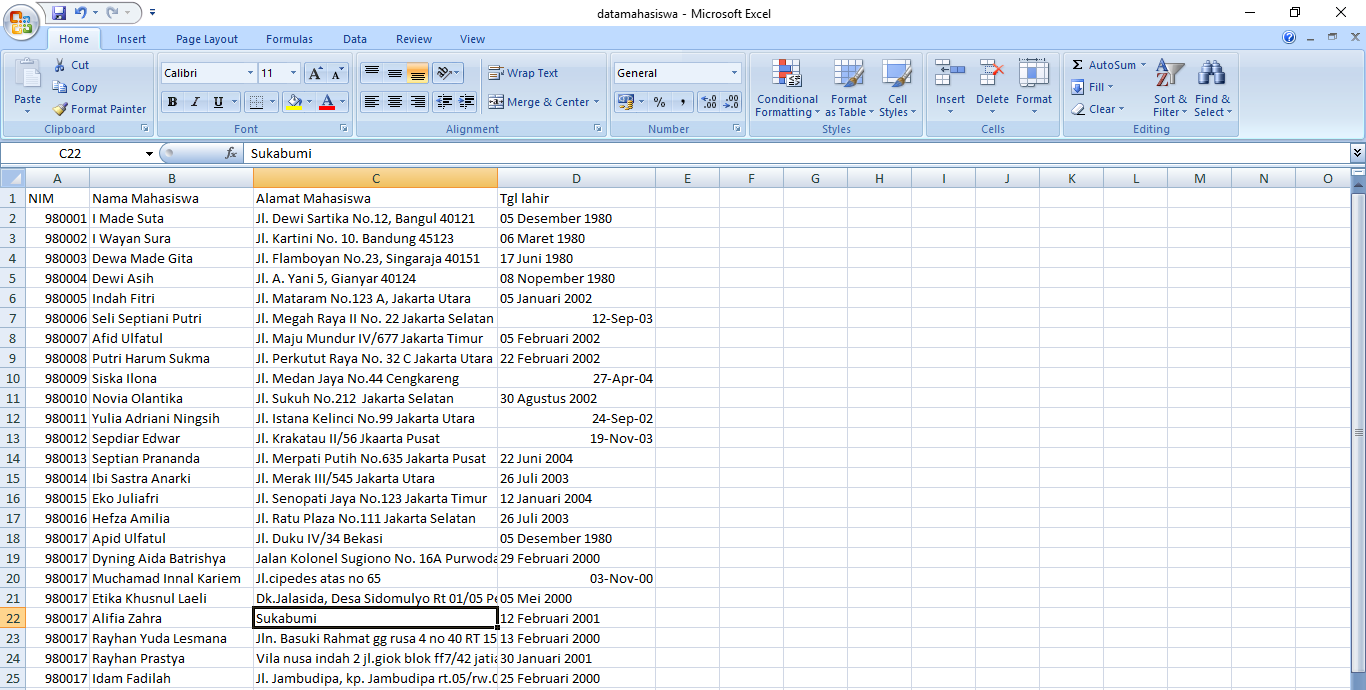 datamahasiswa - Microsoft Excel
Home Insert Page Layout Formulas Data Review View
Paste Cut Copy Format Painter Clipboard
Calibri 11 A A B I U A Font
Wrap Text Merge & Center Alignment
General % , .00 Number
Conditional Formatting Format as Table Cell Styles Styles
Insert Delete Format Cells
Σ AutoSum Fill Clear Sort & Filter Find & Select Editing
C22 fx Sukabumi
A B C D E F G H I J K L M N O
1 NIM Nama Mahasiswa Alamat Mahasiswa Tgl lahir
2 980001 I Made Suta Jl. Dewi Sartika No.12, Bangul 40121 05 Desember 1980
3 980002 I Wayan Sura Jl. Kartini No. 10. Bandung 45123 06 Maret 1980
4 980003 Dewa Made Gita Jl. Flamboyan No.23, Singaraja 40151 17 Juni 1980
5 980004 Dewi Asih Jl. A. Yani 5, Gianyar 40124 08 Nopember 1980
6 980005 Indah Fitri Jl. Mataram No.123 A, Jakarta Utara 05 Januari 2002
7 980006 Seli Septiani Putri Jl. Megah Raya II No. 22 Jakarta Selatan 12-Sep-03
8 980007 Afid Ulfatul Jl. Maju Mundur IV/677 Jakarta Timur 05 Februari 2002
9 980008 Putri Harum Sukma Jl. Perkutut Raya No. 32 C Jakarta Utara 22 Februari 2002
10 980009 Siska Ilona Jl. Medan Jaya No.44 Cengkareng 27-Apr-04
11 980010 Novia Olantika Jl. Sukuh No.212 Jakarta Selatan 30 Agustus 2002
12 980011 Yulia Adriani Ningsih Jl. Istana Kelinci No.99 Jakarta Utara 24-Sep-02
13 980012 Sepdiar Edwar Jl. Krakatau II/56 Jkaarta Pusat 19-Nov-03
14 980013 Septian Prananda Jl. Merpati Putih No.635 Jakarta Pusat 22 Juni 2004
15 980014 Ibi Sastra Anarki Jl. Merak III/545 Jakarta Utara 26 Juli 2003
16 980015 Eko Juliafri Jl. Senopati Jaya No.123 Jakarta Timur 12 Januari 2004
17 980016 Hefza Amilia Jl. Ratu Plaza No.111 Jakarta Selatan 26 Juli 2003
18 980017 Apid Ulfatul Jl. Duku IV/34 Bekasi 05 Desember 1980
19 980017 Dyning Aida Batrishya Jalan Kolonel Sugiono No. 16A Purwoda 29 Februari 2000
20 980017 Muchamad Innal Kariem Jl.cipedes atas no 65 03-Nov-00
21 980017 Etika Khusnul Laeli Dk.Jalasida, Desa Sidomulyo Rt 01/05 Pe 05 Mei 2000
22 980017 Alifia Zahra Sukabumi 12 Februari 2001
23 980017 Rayhan Yuda Lesmana Jln. Basuki Rahmat gg rusa 4 no 40 RT 15 13 Februari 2000
24 980017 Rayhan Prastya Vila nusa indah 2 jl.giok blok ff7/42 jatia 30 Januari 2001
25 980017 Idam Fadilah Jl. Jambudipa, kp. Jambudipa rt.05/rw.0 25 Februari 2000